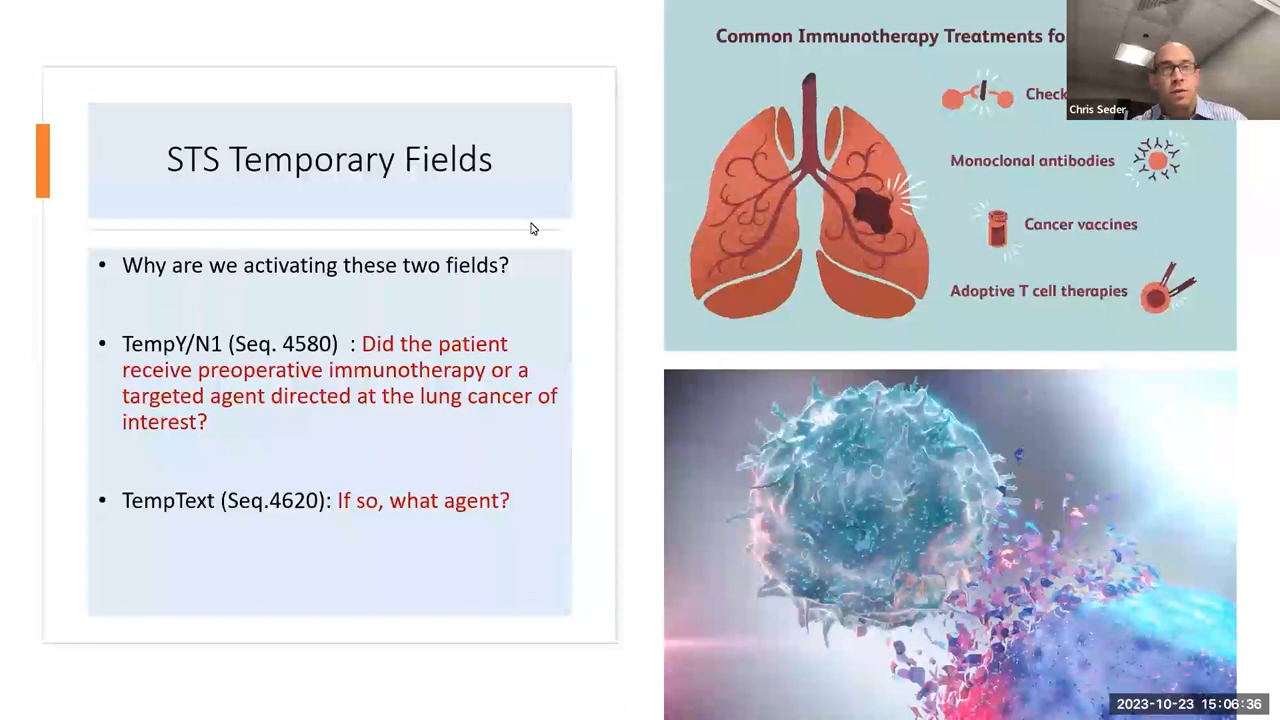 STS Temporary Fields
• Why are we activating these two fields?
• TempY/N1 (Seq. 4580) : Did the patient
receive preoperative immunotherapy or a
targeted agent directed at the lung cancer of
interest?
• TempText (Seq.4620): If so, what agent?
Common Immunotherapy Treatments fo
Check
Monoclonal antibodies
Cancer vaccines
Adoptive T cell therapies
Chris Seder
2023-10-23 15:06:36